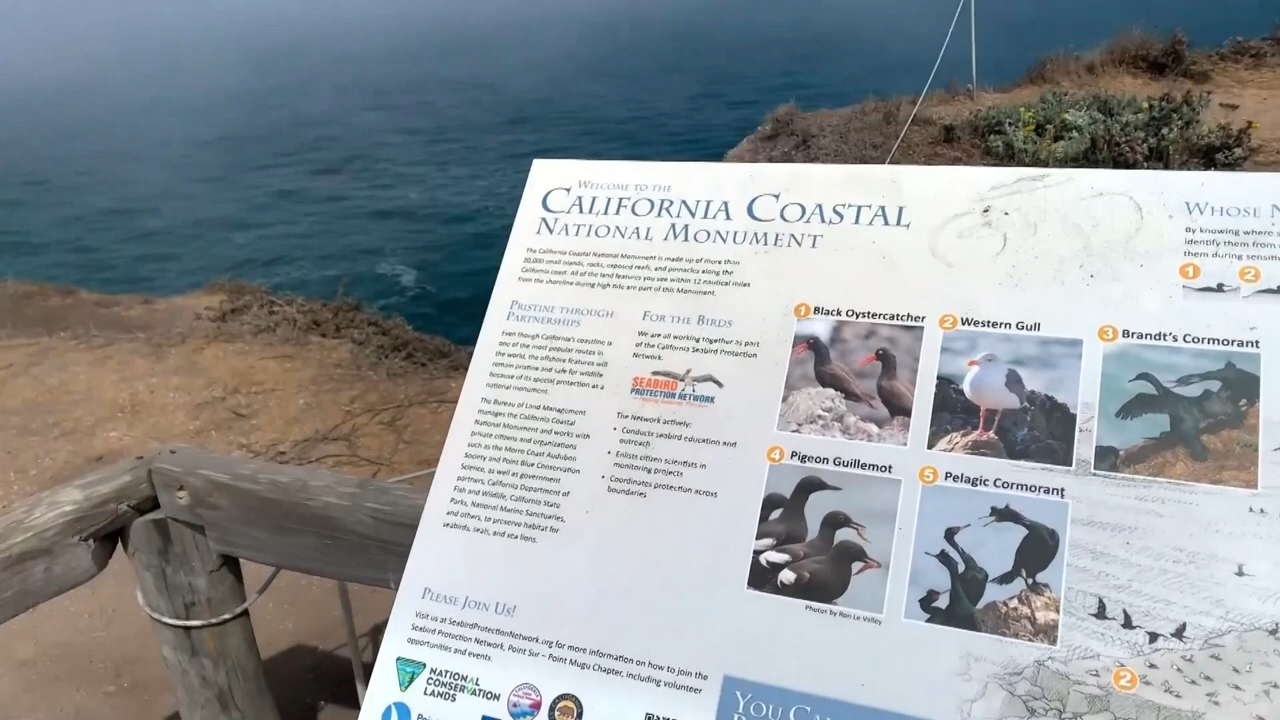 WELCOME TO THE
CALIFORNIA COASTAL
NATIONAL MONUMENT
The California Coastal National Monument is made up of more than
20,000 small islands, rocks, exposed reefs, and pinnacles along the
California coast. All of the land features you see within 12 nautical miles
from the shoreline during high tide are part of this Monument.
PRISTINE THROUGH
PARTNERSHIPS
Even though California's coastline is
one of the most popular routes in
the world, the offshore features will
remain pristine and safe for wildlife
because of its special protection as a
national monument.
The Bureau of Land Management
manages the California Coastal
National Monument and works with
private citizens and organizations
such as the Morro Coast Audubon
Society and Point Blue Conservation
Science, as well as government
partners, California Department of
Fish and Wildlife, California State
Parks, National Marine Sanctuaries,
and others, to preserve habitat for
seabirds, seals, and sea lions.
FOR THE BIRDS
We are all working together as part
of the California Seabird Protection
Network.
SEABIRD
PROTECTION NETWORK
The Network actively:
• Conducts seabird education and
outreach
• Enlists citizen scientists in
monitoring projects
• Coordinates protection across
boundaries
PLEASE JOIN US!
Visit us at SeabirdProtectionNetwork.org for more information on how to join the
Seabird Protection Network, Point Sur – Point Mugu Chapter, including volunteer
opportunities and events.
NATIONAL
CONSERVATION
LANDS
1 Black Oystercatcher
2 Western Gull
3 Brandt's Cormorant
4 Pigeon Guillemot
5 Pelagic Cormorant
Photos by Ron Le Valley
WHOSE N
By knowing where s
identify them from
them during sensitiv
1 2
2
YOU CA